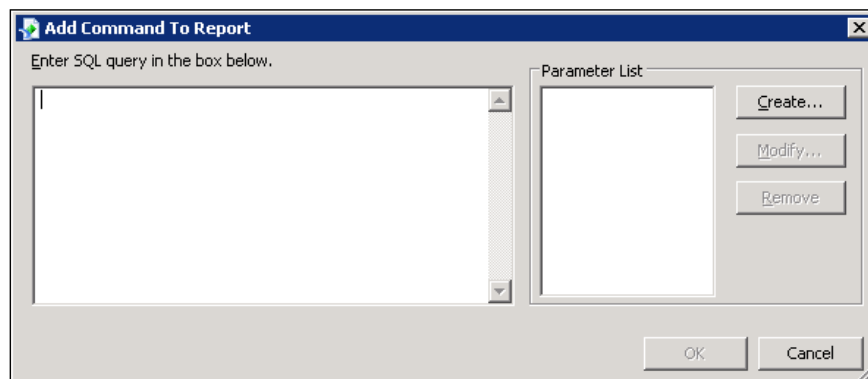 Add Command To Report
Enter SQL query in the box below.
Parameter List
Create...
Modify...
Remove
OK
Cancel